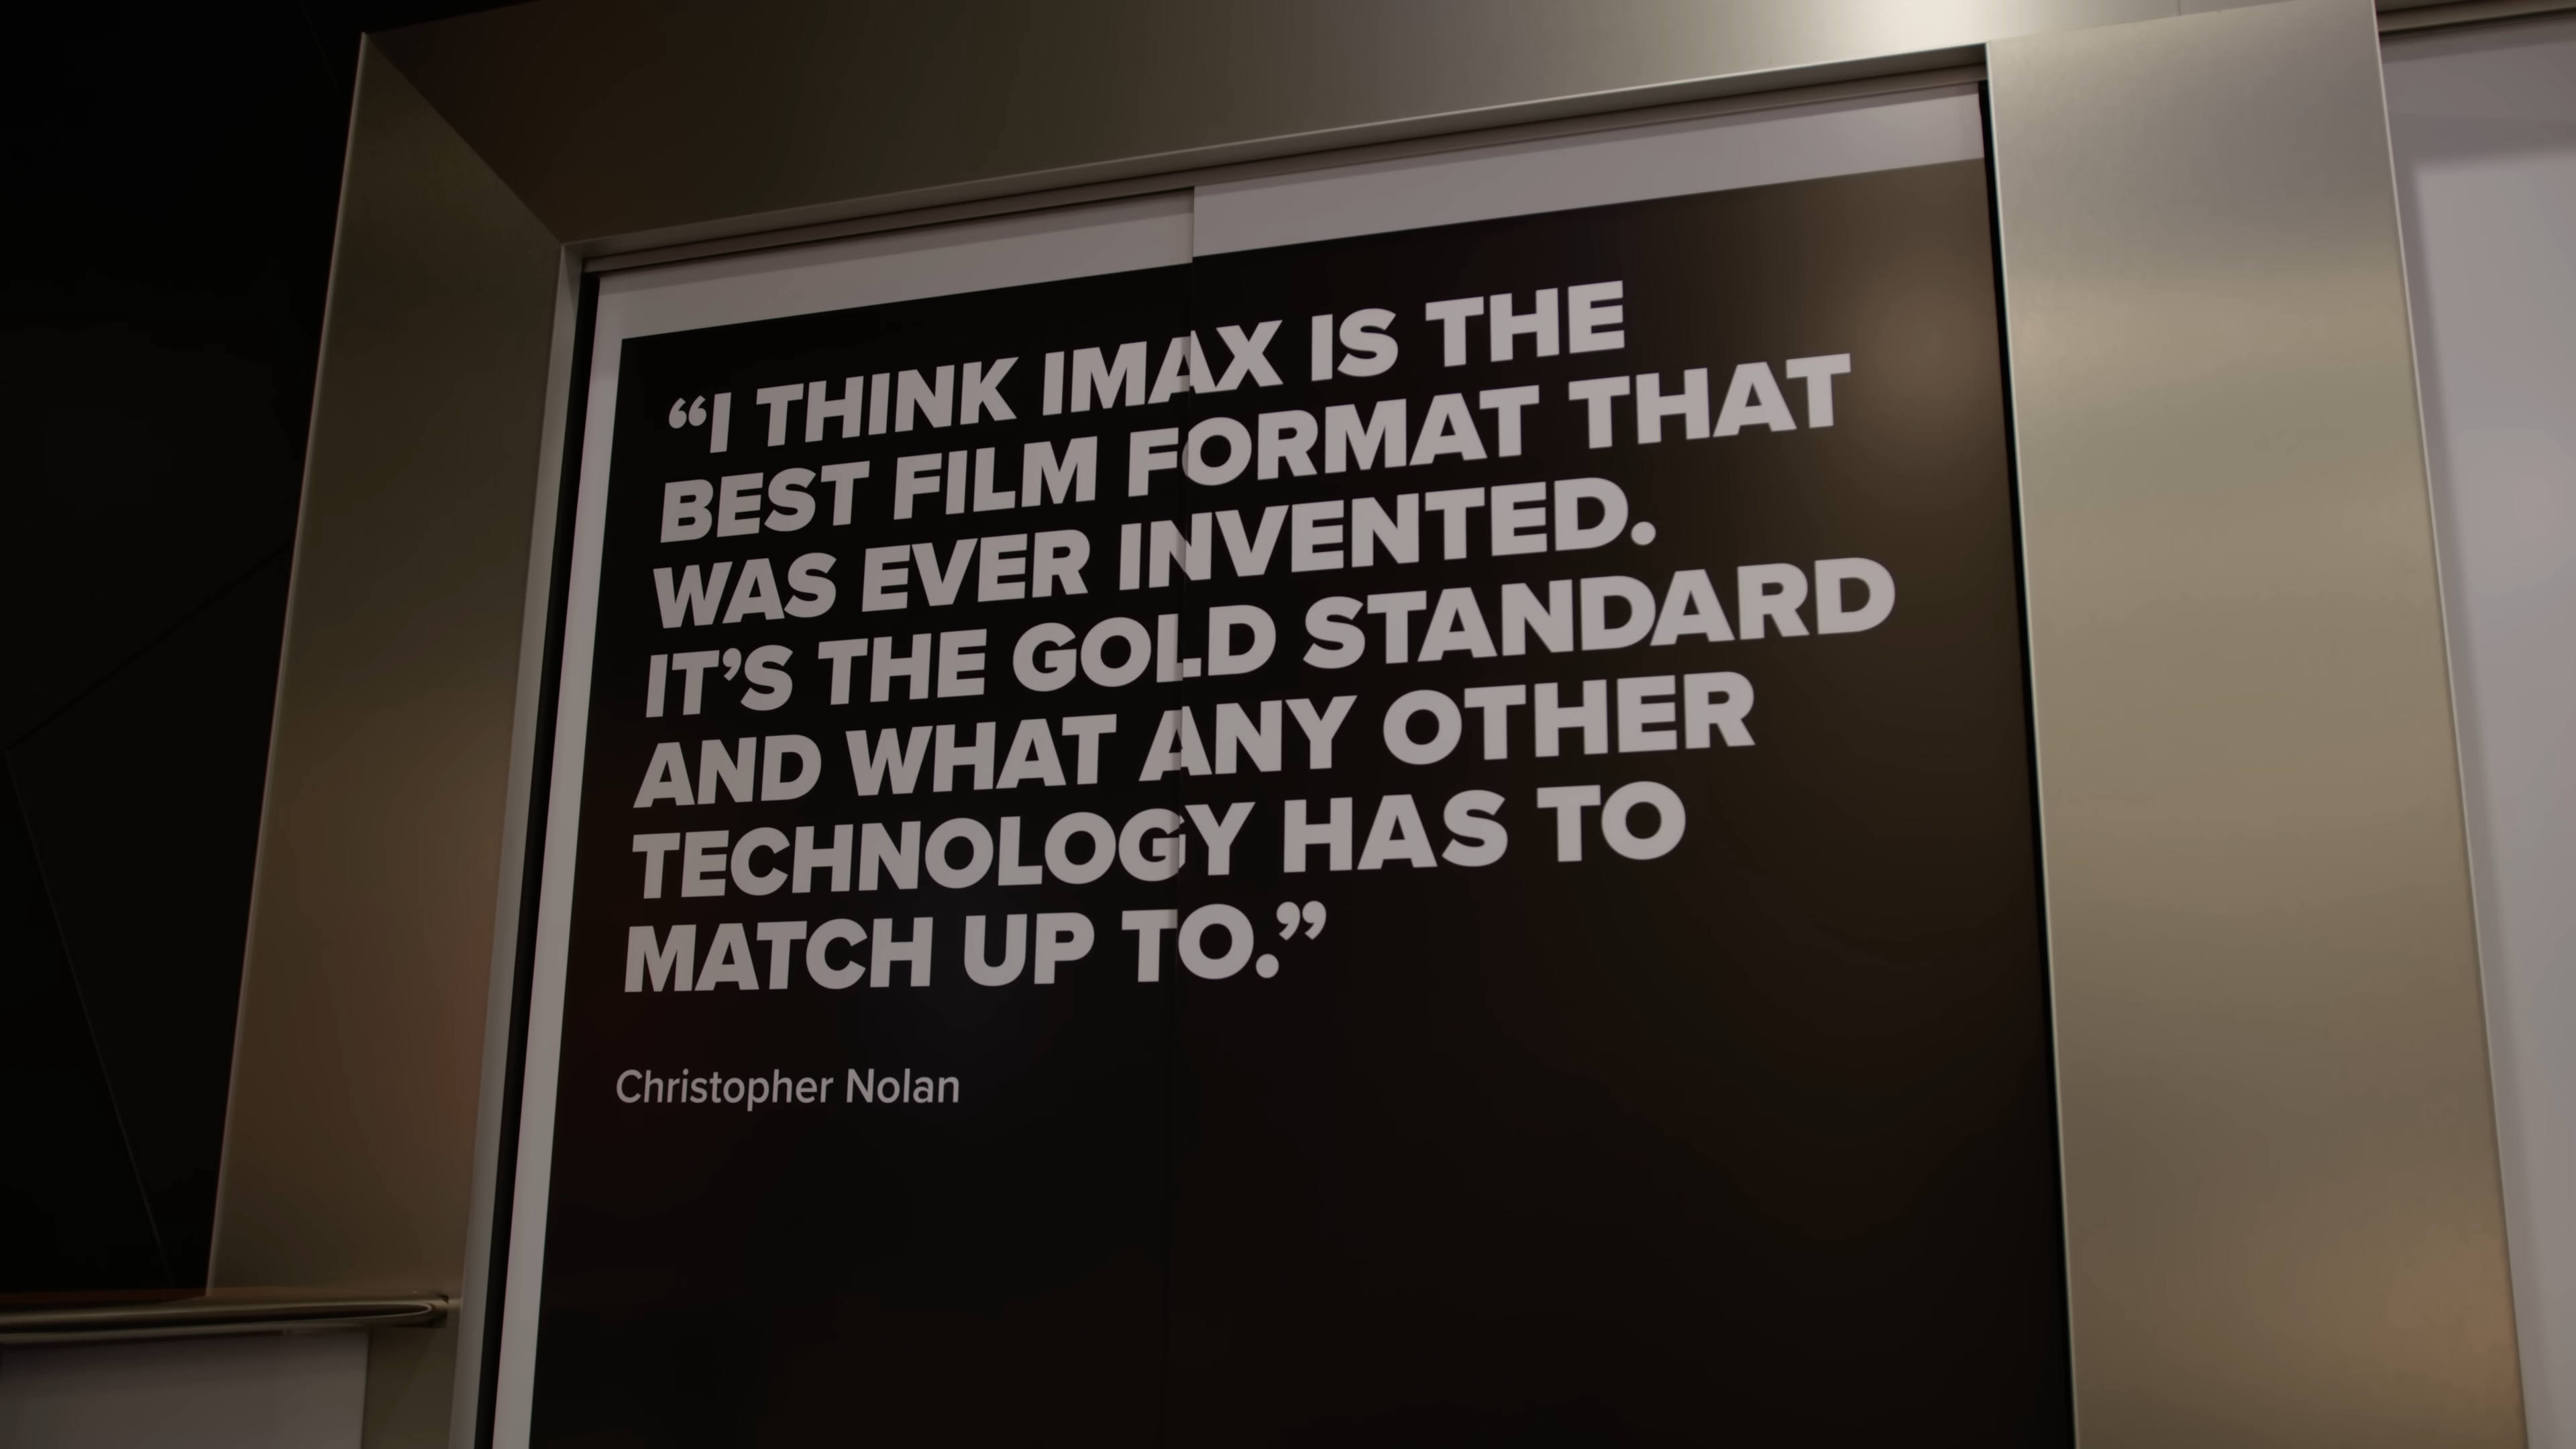 “I THINK IMAX IS THE
BEST FILM FORMAT THAT
WAS EVER INVENTED.
IT’S THE GOLD STANDARD
AND WHAT ANY OTHER
TECHNOLOGY HAS TO
MATCH UP TO.”
Christopher Nolan